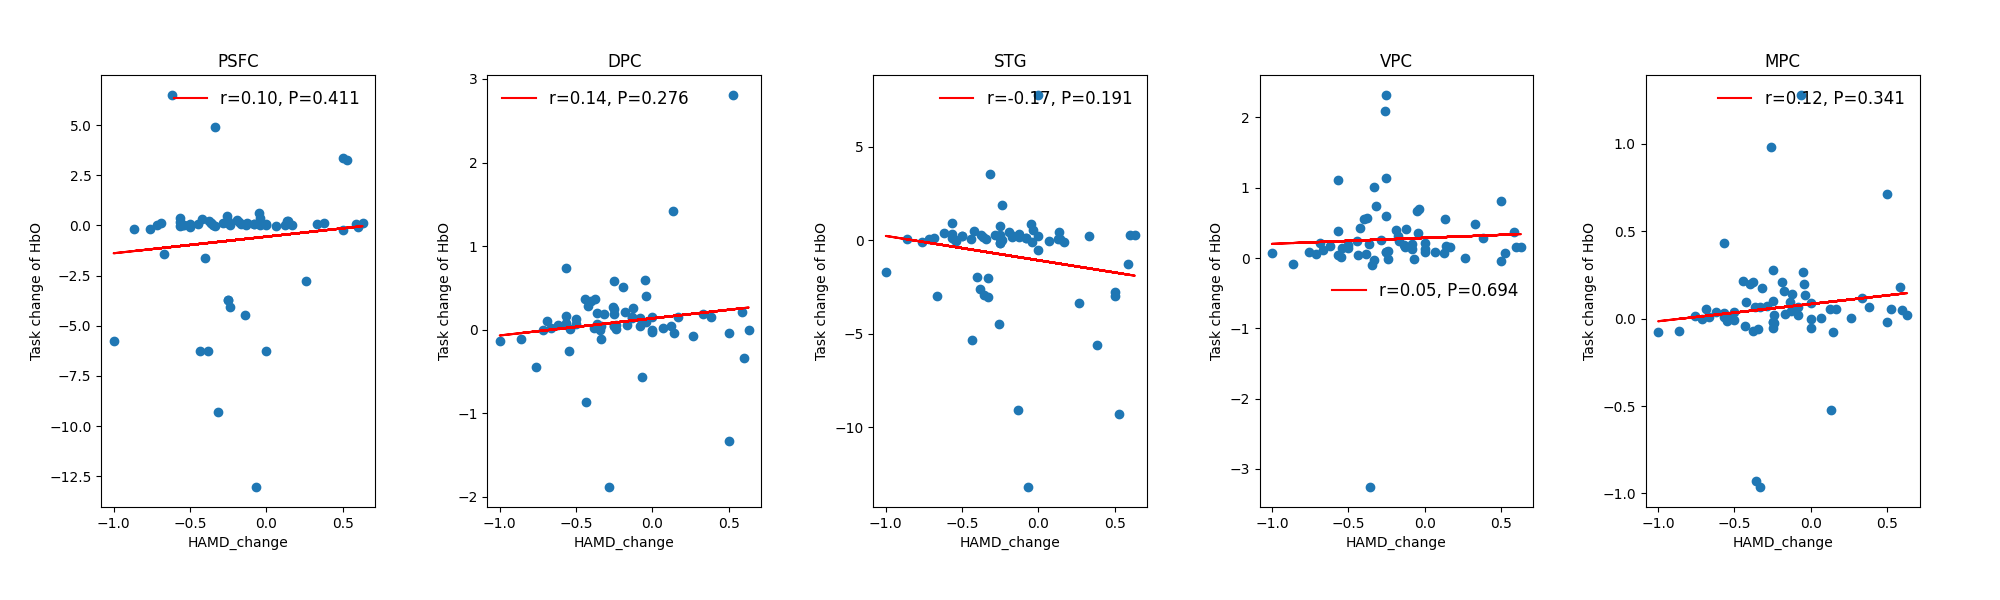 PSFC
r=0.10, P=0.411
5.0
2.5
0.0
−2.5
−5.0
−7.5
−10.0
−12.5
−1.0 −0.5 0.0 0.5
HAMD_change
Task change of HbO
DPC
r=0.14, P=0.276
3
2
1
0
−1
−2
−1.0 −0.5 0.0 0.5
HAMD_change
Task change of HbO
STG
r=-0.17, P=0.191
5
0
−5
−10
−1.0 −0.5 0.0 0.5
HAMD_change
Task change of HbO
VPC
r=0.05, P=0.694
2
1
0
−1
−2
−3
−1.0 −0.5 0.0 0.5
HAMD_change
Task change of HbO
MPC
r=0.12, P=0.341
1.0
0.5
0.0
−0.5
−1.0
−1.0 −0.5 0.0 0.5
HAMD_change
Task change of HbO